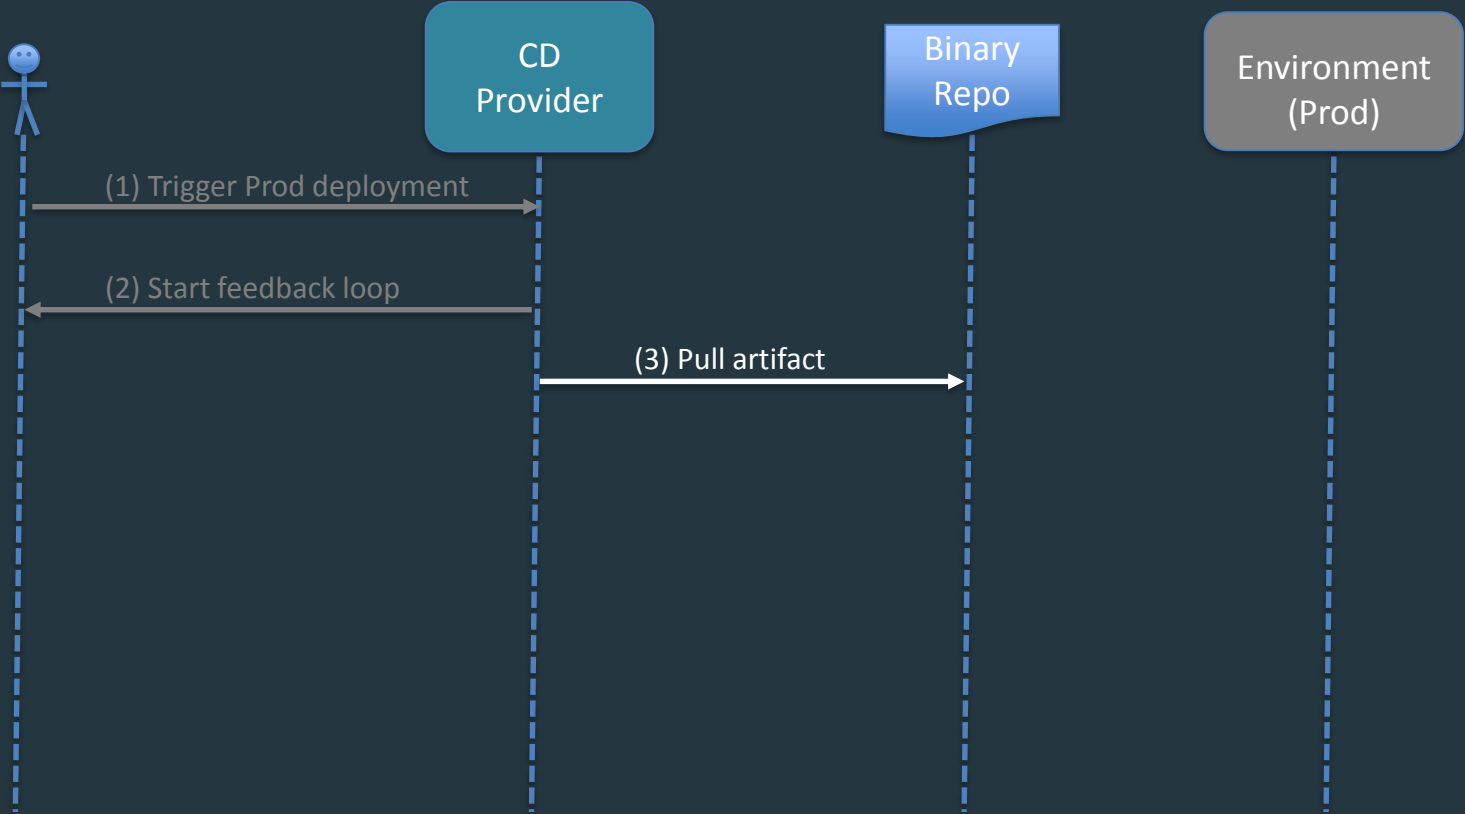 CD
Provider
Binary
Repo
Environment
(Prod)
(1) Trigger Prod deployment
(2) Start feedback loop
(3) Pull artifact